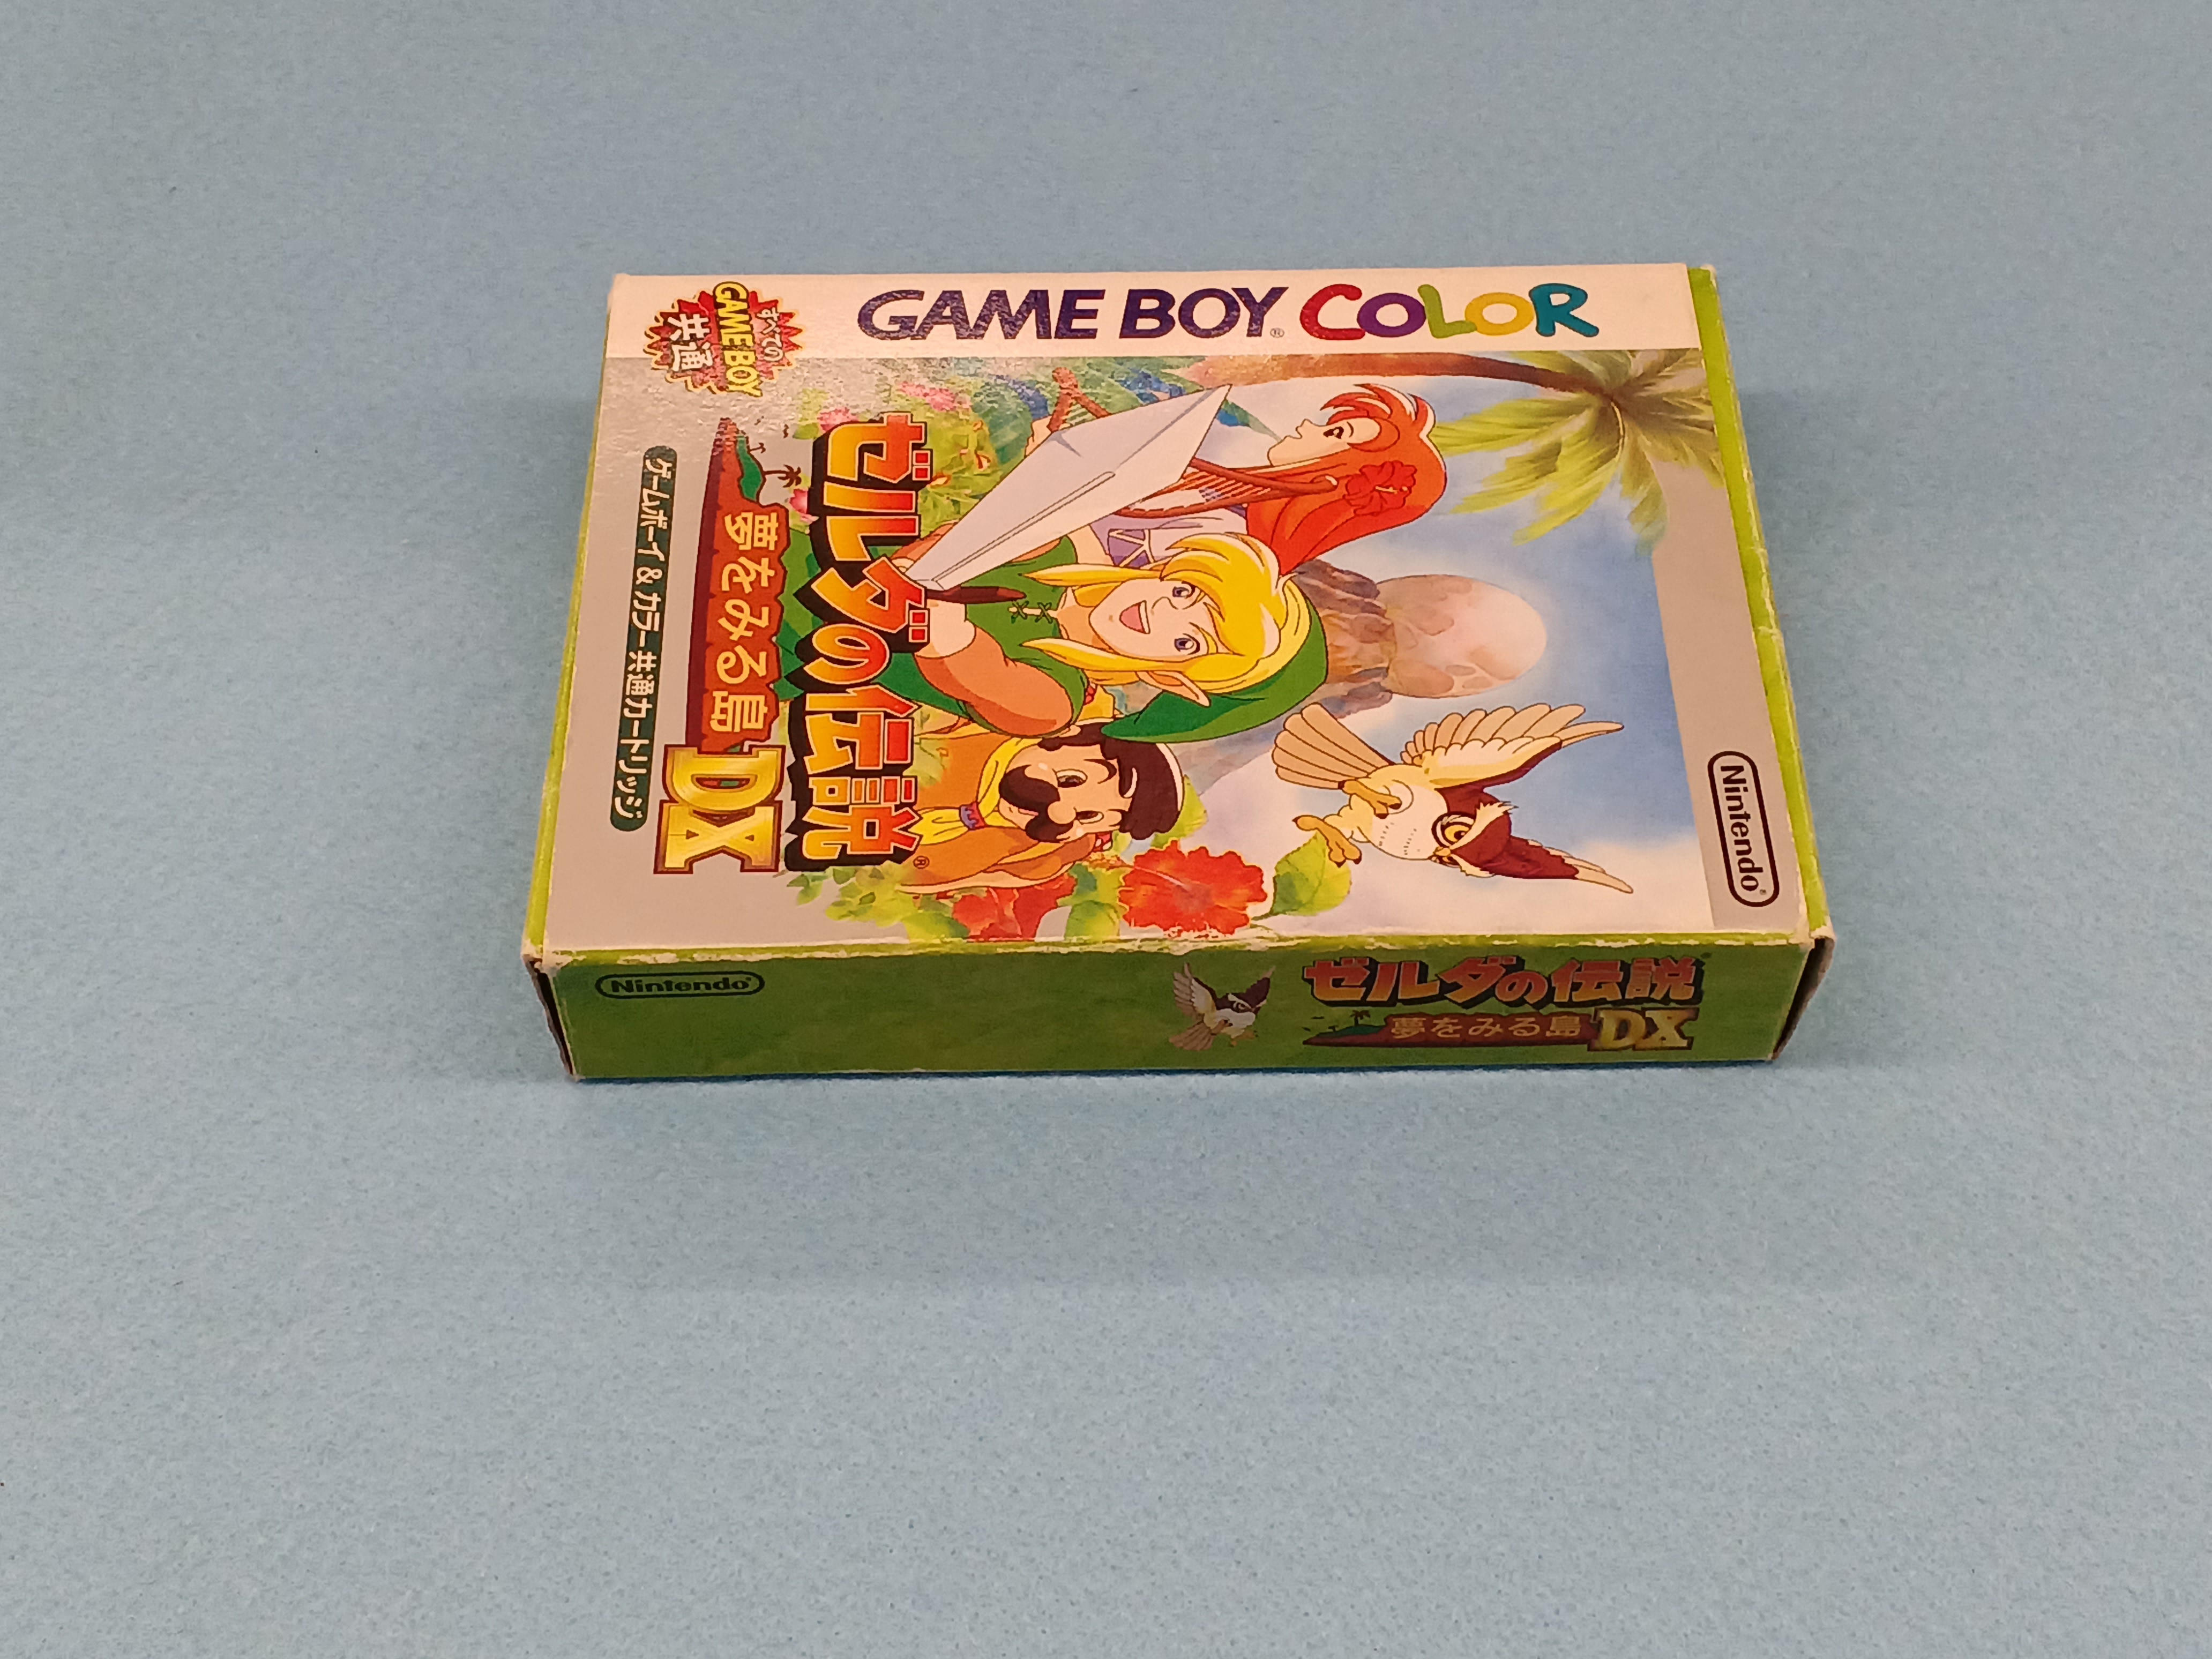 GAME BOY® COLOR
すべての
GAME BOY
共通
ゼルダの伝説®
夢をみる島
DX
ゲームボーイ&カラー共通カートリッジ
Nintendo®
Nintendo®
ゼルダの伝説®
夢をみる島 DX